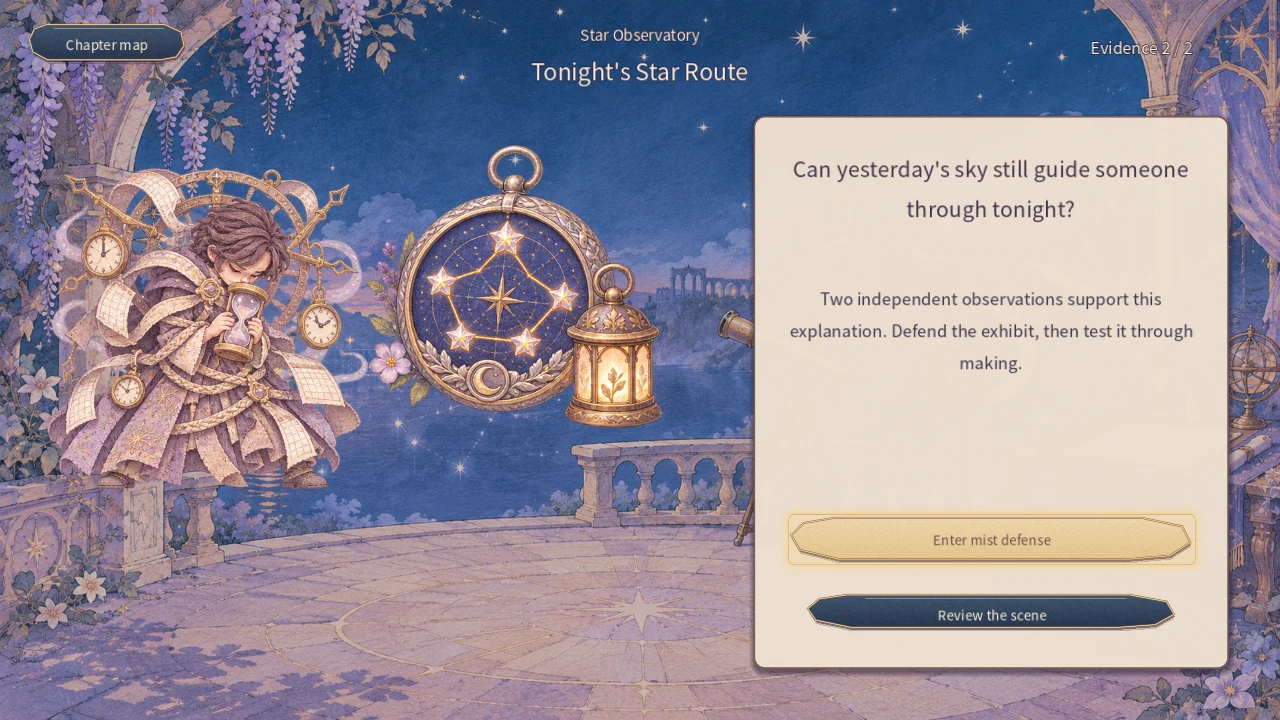 Chapter map
Star Observatory
Tonight's Star Route
Evidence 2 / 2
Can yesterday's sky still guide someone
through tonight?
Two independent observations support this
explanation. Defend the exhibit, then test it through
making.
Enter mist defense
Review the scene